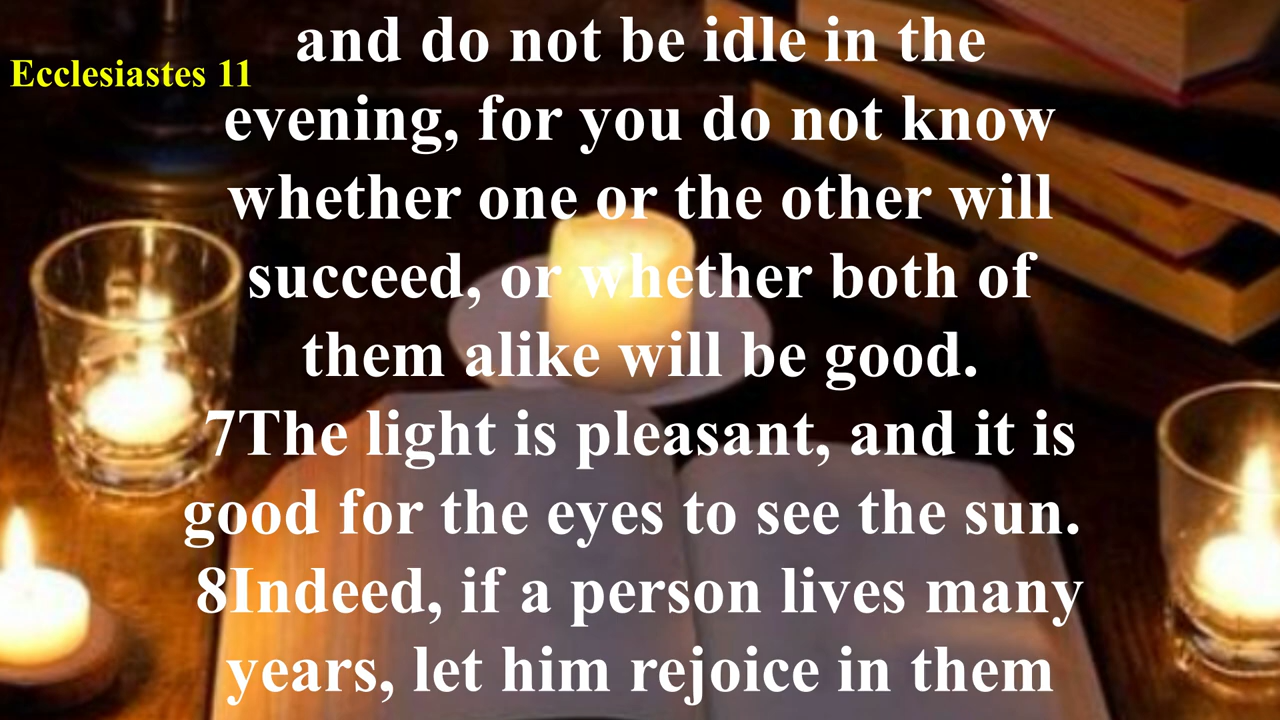 Ecclesiastes 11
and do not be idle in the
evening, for you do not know
whether one or the other will
succeed, or whether both of
them alike will be good.
7The light is pleasant, and it is
good for the eyes to see the sun.
8Indeed, if a person lives many
years, let him rejoice in them